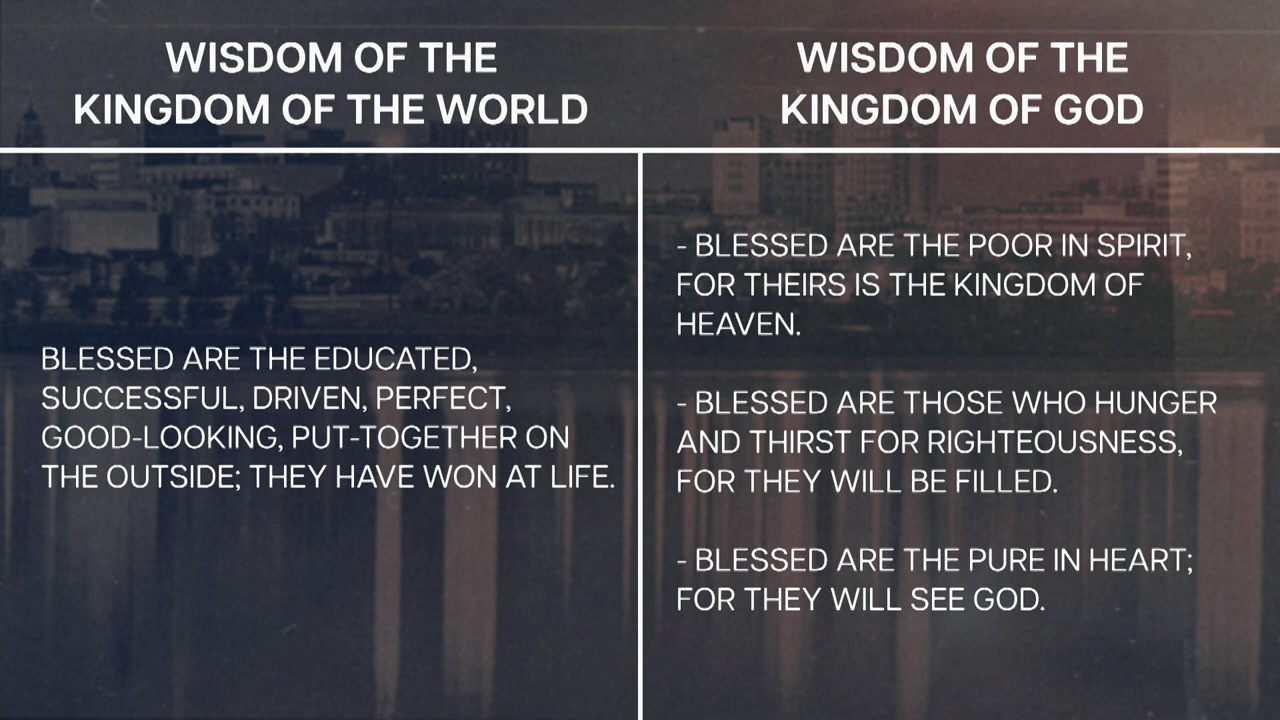 WISDOM OF THE
KINGDOM OF THE WORLD
WISDOM OF THE
KINGDOM OF GOD
BLESSED ARE THE EDUCATED,
SUCCESSFUL, DRIVEN, PERFECT,
GOOD-LOOKING, PUT-TOGETHER ON
THE OUTSIDE; THEY HAVE WON AT LIFE.
- BLESSED ARE THE POOR IN SPIRIT,
FOR THEIRS IS THE KINGDOM OF
HEAVEN.
- BLESSED ARE THOSE WHO HUNGER
AND THIRST FOR RIGHTEOUSNESS,
FOR THEY WILL BE FILLED.
- BLESSED ARE THE PURE IN HEART;
FOR THEY WILL SEE GOD.